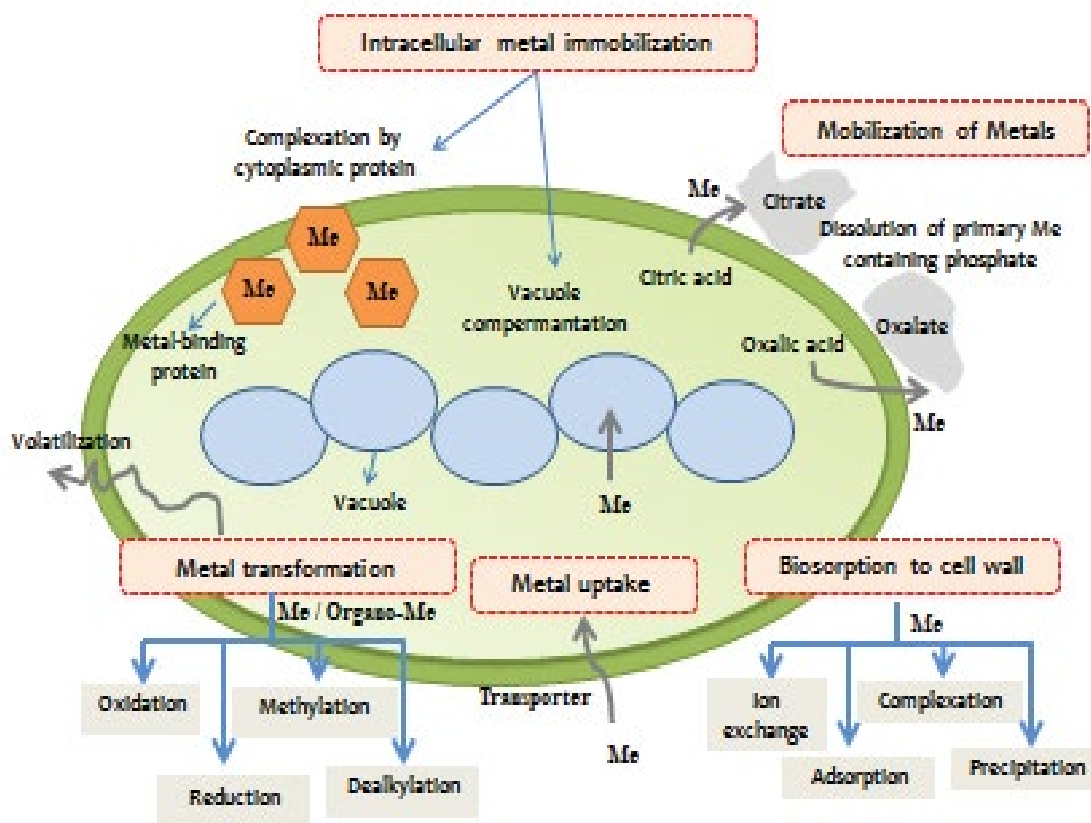 Intracellular metal immobilization
Mobilization of Metals
Complexation by
cytoplasmic protein
Me
Citrate
Dissolution of primary Me
containing phosphate
Citric acid
Me
Me
Me
Vacuole
compermantation
Metal-binding
protein
Oxalic acid
Oxalate
Me
Volatilization
Vacuole
Me
Metal transformation
Metal uptake
Biosorption to cell wall
Me / Organo-Me
Me
Oxidation
Methylation
Transporter
Ion
exchange
Complexation
Me
Reduction
Dealkylation
Adsorption
Precipitation